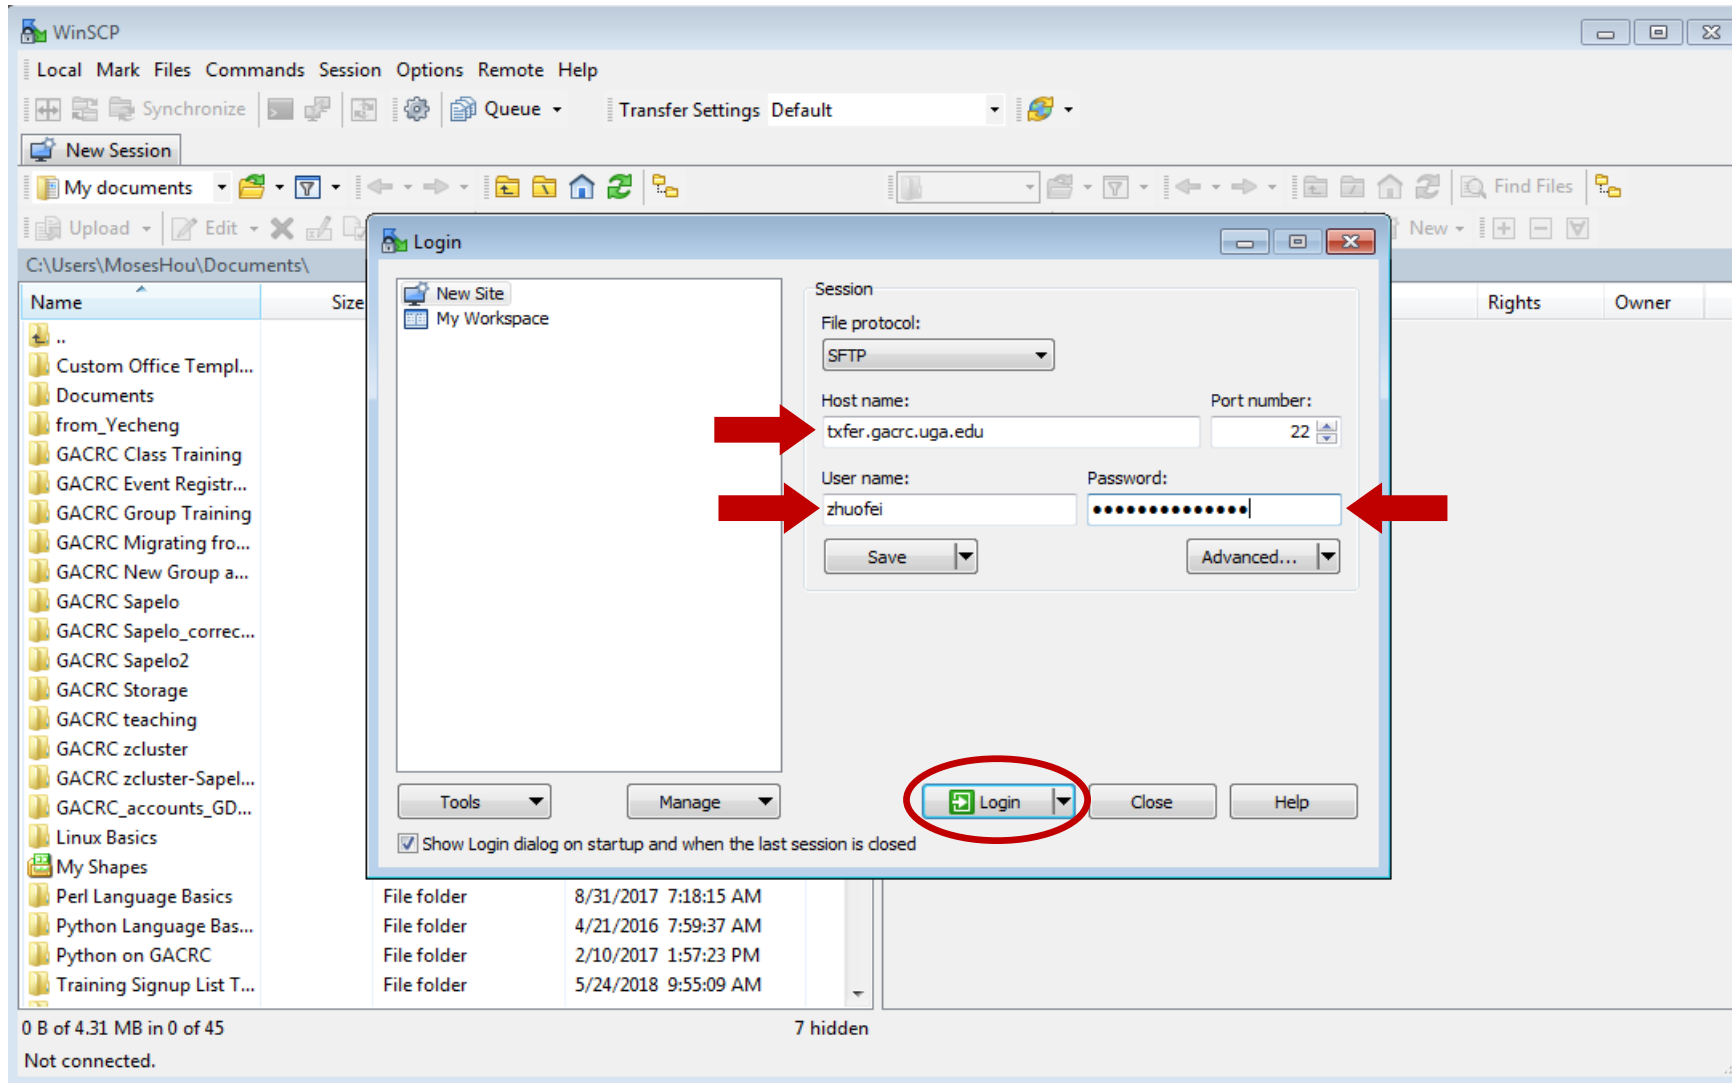 WinSCP
Local Mark Files Commands Session Options Remote Help
Synchronize Queue Transfer Settings Default
New Session
My documents Find Files
Upload Edit New
C:\Users\MosesHou\Documents\
Name Size Rights Owner
..
Custom Office Templ...
Documents
from_Yecheng
GACRC Class Training
GACRC Event Registr...
GACRC Group Training
GACRC Migrating fro...
GACRC New Group a...
GACRC Sapelo
GACRC Sapelo_correc...
GACRC Sapelo2
GACRC Storage
GACRC teaching
GACRC zcluster
GACRC zcluster-Sapel...
GACRC_accounts_GD...
Linux Basics
My Shapes
Perl Language Basics File folder 8/31/2017 7:18:15 AM
Python Language Bas... File folder 4/21/2016 7:59:37 AM
Python on GACRC File folder 2/10/2017 1:57:23 PM
Training Signup List T... File folder 5/24/2018 9:55:09 AM
Login
New Site
My Workspace
Session
File protocol:
SFTP
Host name: Port number:
txfer.gacrc.uga.edu 22
User name: Password:
zhuofei ••••••••••••••
Save Advanced...
Tools Manage Login Close Help
Show Login dialog on startup and when the last session is closed
0 B of 4.31 MB in 0 of 45 7 hidden
Not connected.